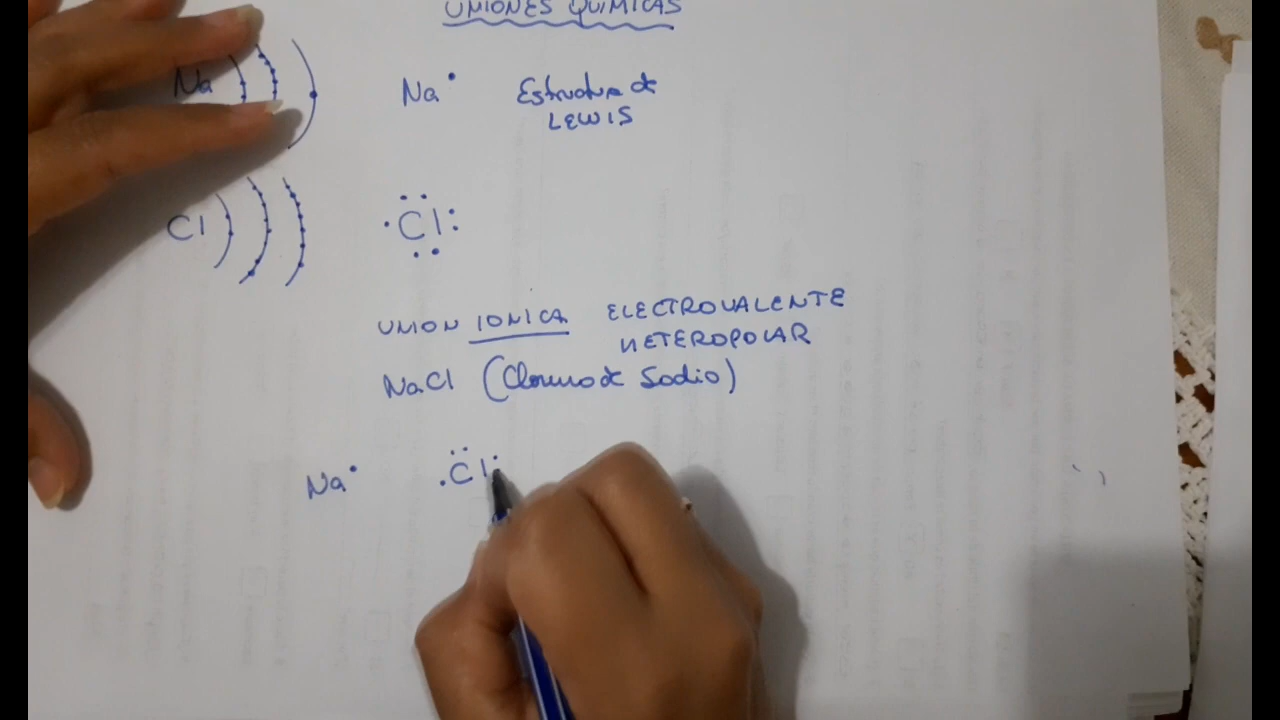 UNIONES QUIMICAS
Na Na Estructura de
LEWIS
Cl Cl
UNION IONICA ELECTROVALENTE
HETEROPOLAR
NaCl (Cloruro de Sodio)
Na Cl